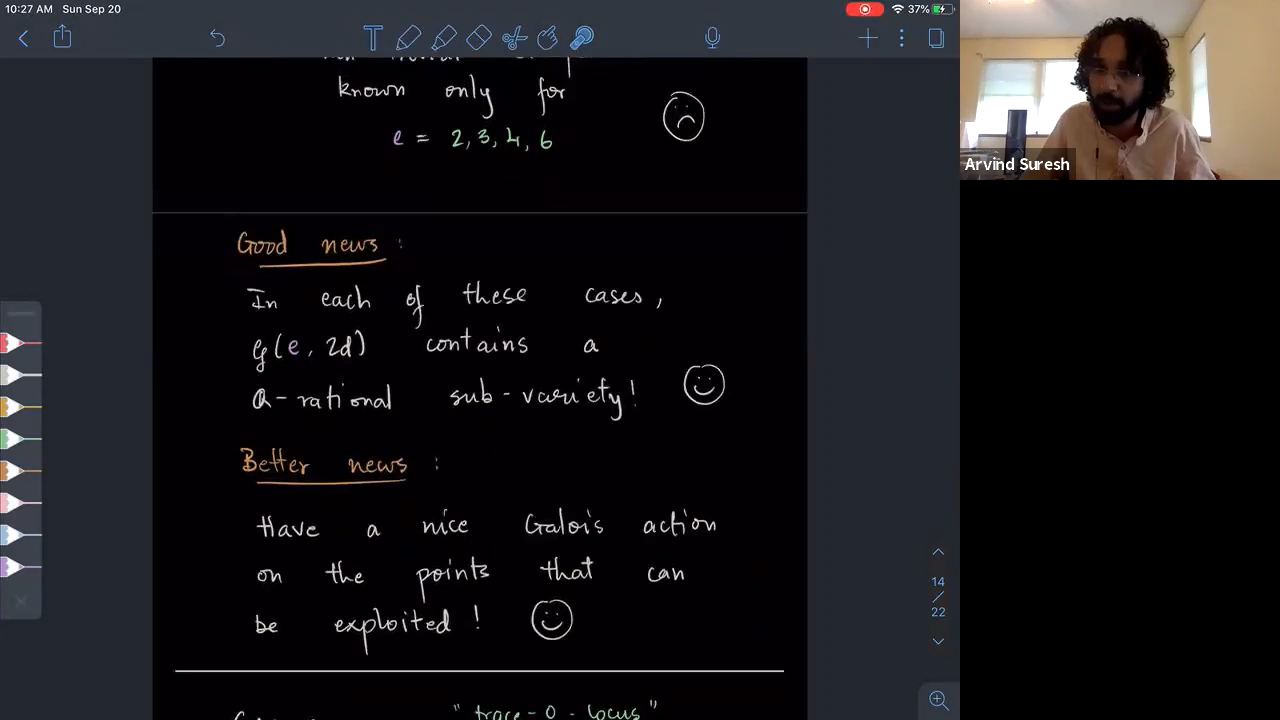 10:27 AM Sun Sep 20
37%
known only for
e = 2, 3, 4, 6
Good news :
In each of these cases,
g(e, 2d) contains a
Q-rational sub-variety!
Better news :
Have a nice Galois action
on the points that can
be exploited !
"trace-0-locus"
14
/
22
Arvind Suresh